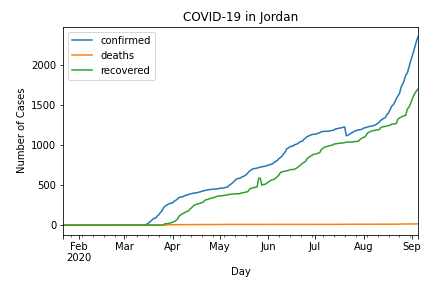 COVID-19 in Jordan
confirmed
deaths
recovered
Number of Cases
2000
1500
1000
500
0
Feb Mar Apr May Jun Jul Aug Sep
2020
Day